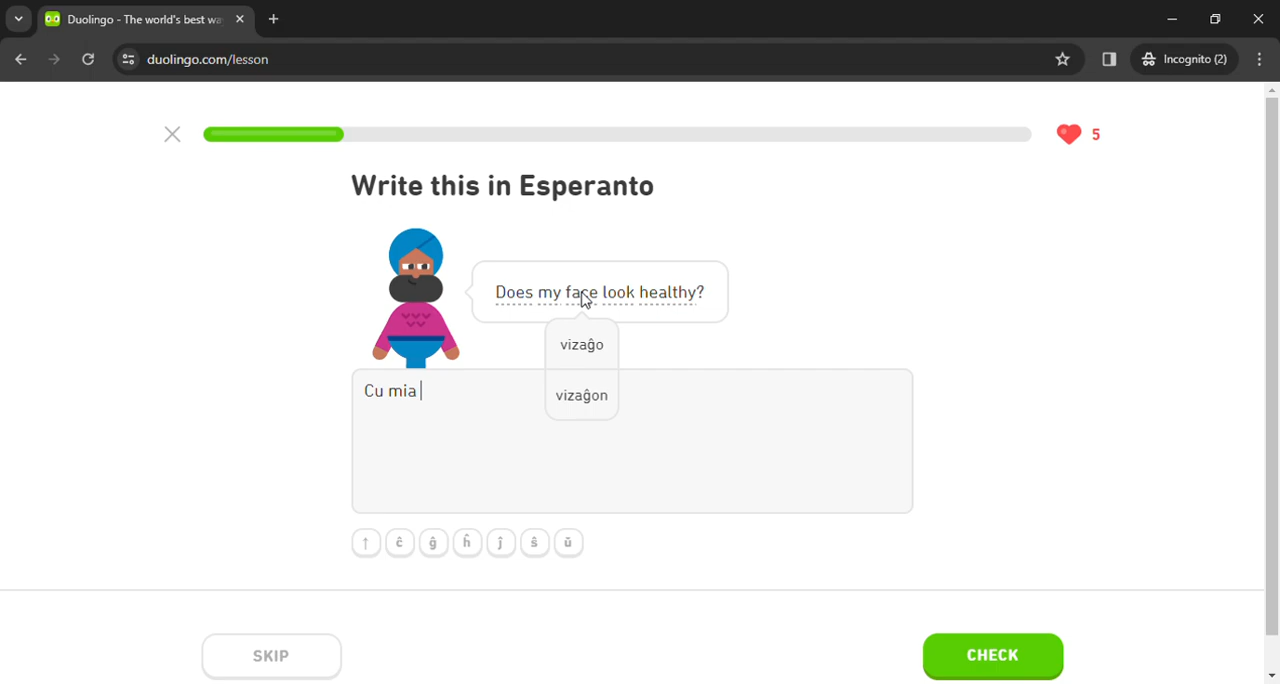 Duolingo - The world's best wa
duolingo.com/lesson
Incognito (2)
5
Write this in Esperanto
Does my face look healthy?
vizaĝo
vizaĝon
Cu mia
↑ ĉ ĝ ĥ ĵ ŝ ŭ
SKIP
CHECK